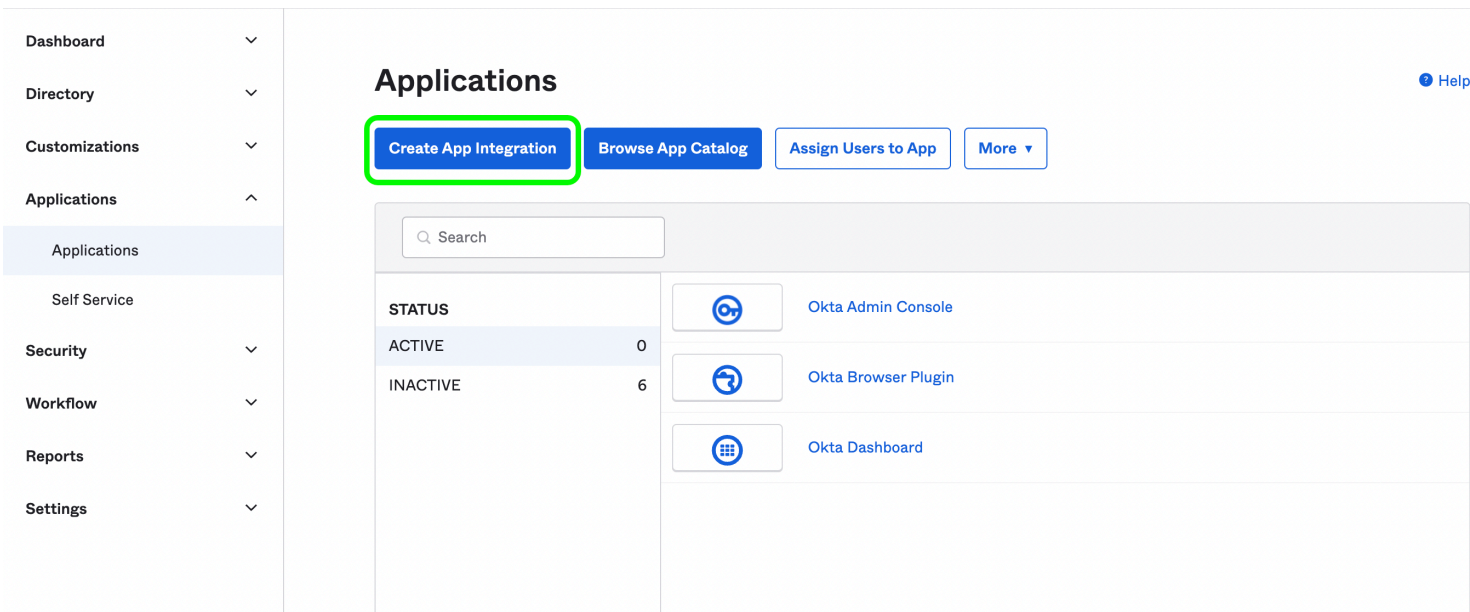 Dashboard
Directory
Customizations
Applications
Applications
Self Service
Security
Workflow
Reports
Settings
Applications
? Help
Create App Integration
Browse App Catalog
Assign Users to App
More ▼
Search
STATUS
ACTIVE 0
INACTIVE 6
Okta Admin Console
Okta Browser Plugin
Okta Dashboard